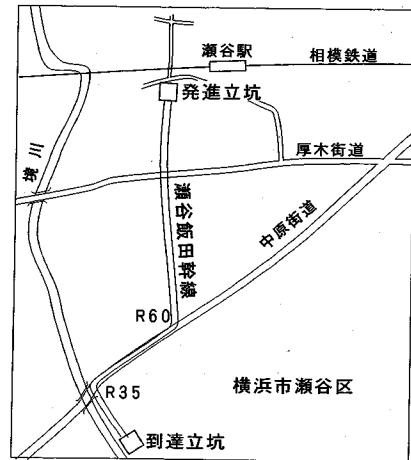 瀬谷駅
相模鉄道
発進立坑
厚木街道
境川
瀬谷飯田幹線
中原街道
R60
R35
横浜市瀬谷区
到達立坑